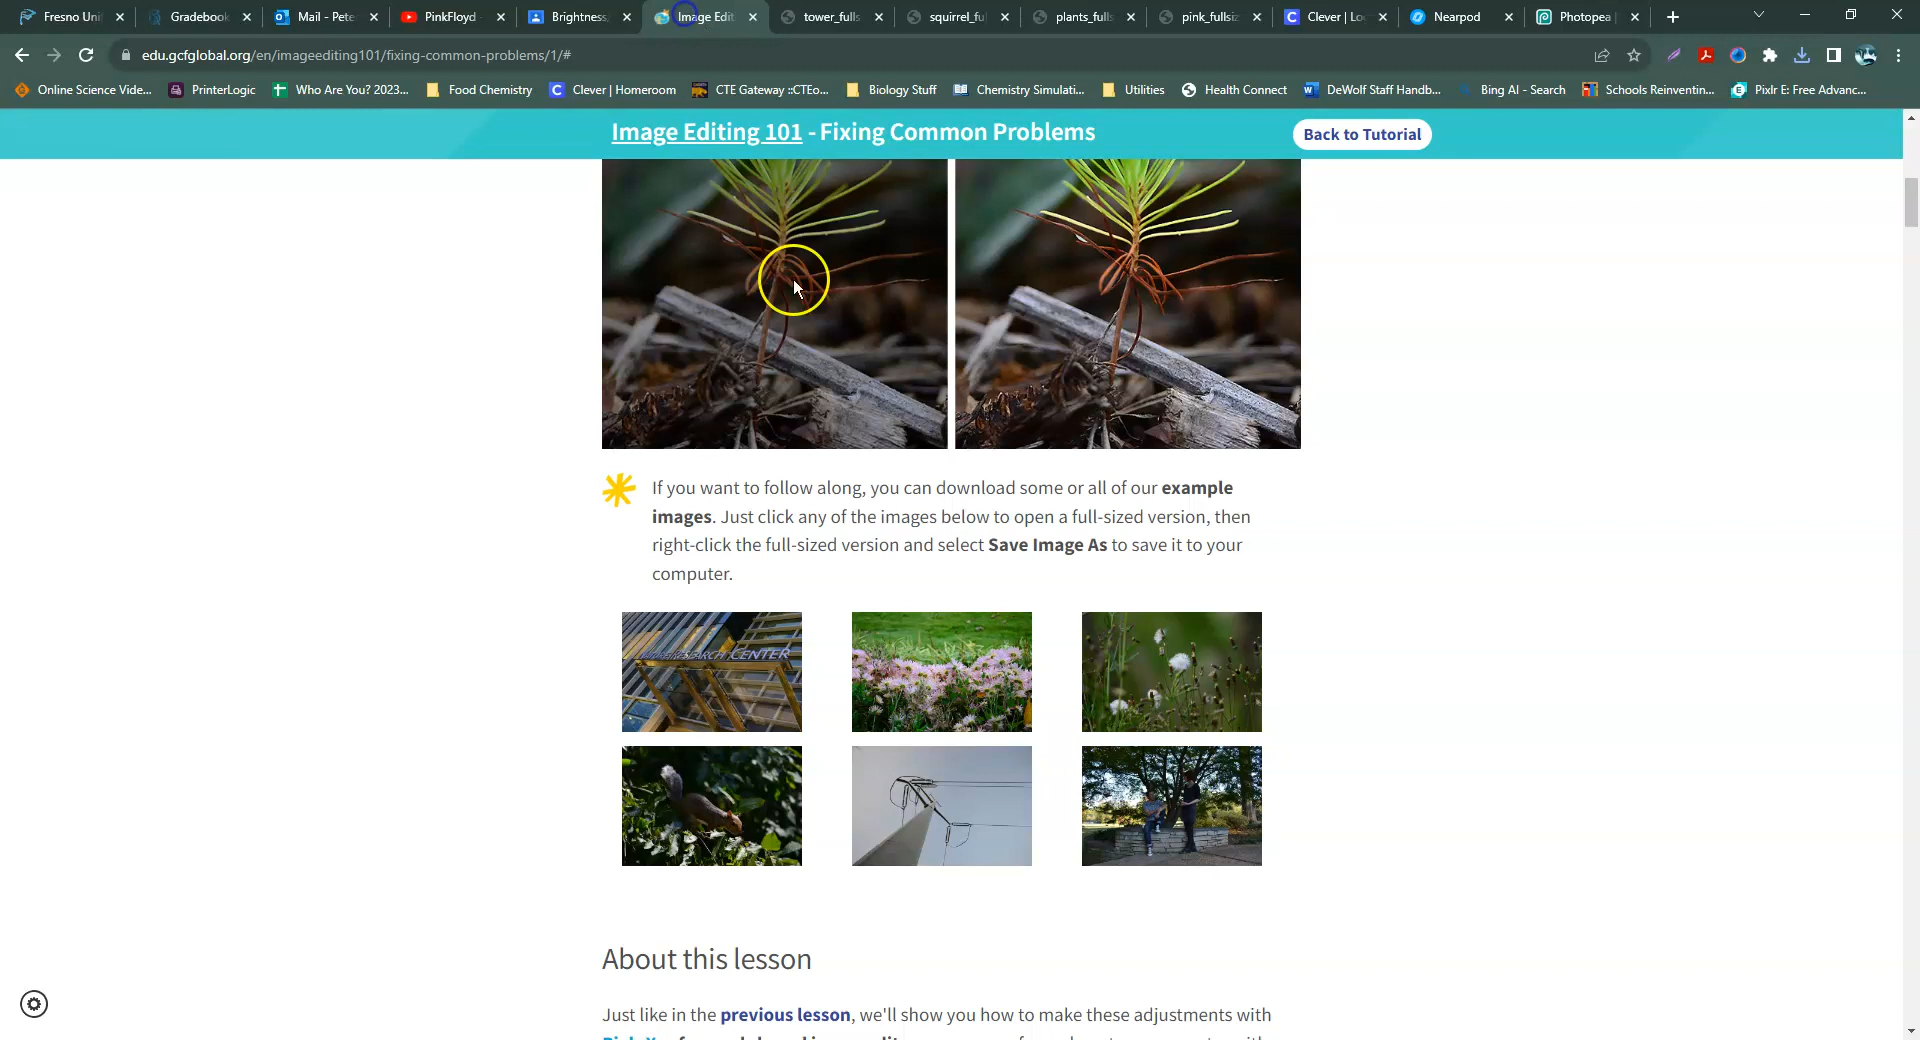 Fresno Uni
Gradebook
Mail - Pete
PinkFloyd -
Brightness,
Image Edit
tower_fulls
squirrel_ful
plants_fulls
pink_fullsiz
Clever | Lo
Nearpod
Photopea |
edu.gcfglobal.org/en/imageediting101/fixing-common-problems/1/#
Online Science Vide...
PrinterLogic
Who Are You? 2023...
Food Chemistry
Clever | Homeroom
CTE Gateway ::CTEo...
Biology Stuff
Chemistry Simulati...
Utilities
Health Connect
DeWolf Staff Handb...
Bing AI - Search
Schools Reinventin...
Pixlr E: Free Advanc...
Image Editing 101 - Fixing Common Problems
Back to Tutorial
If you want to follow along, you can download some or all of our example
images. Just click any of the images below to open a full-sized version, then
right-click the full-sized version and select Save Image As to save it to your
computer.
RESEARCH CENTER
About this lesson
Just like in the previous lesson, we'll show you how to make these adjustments with